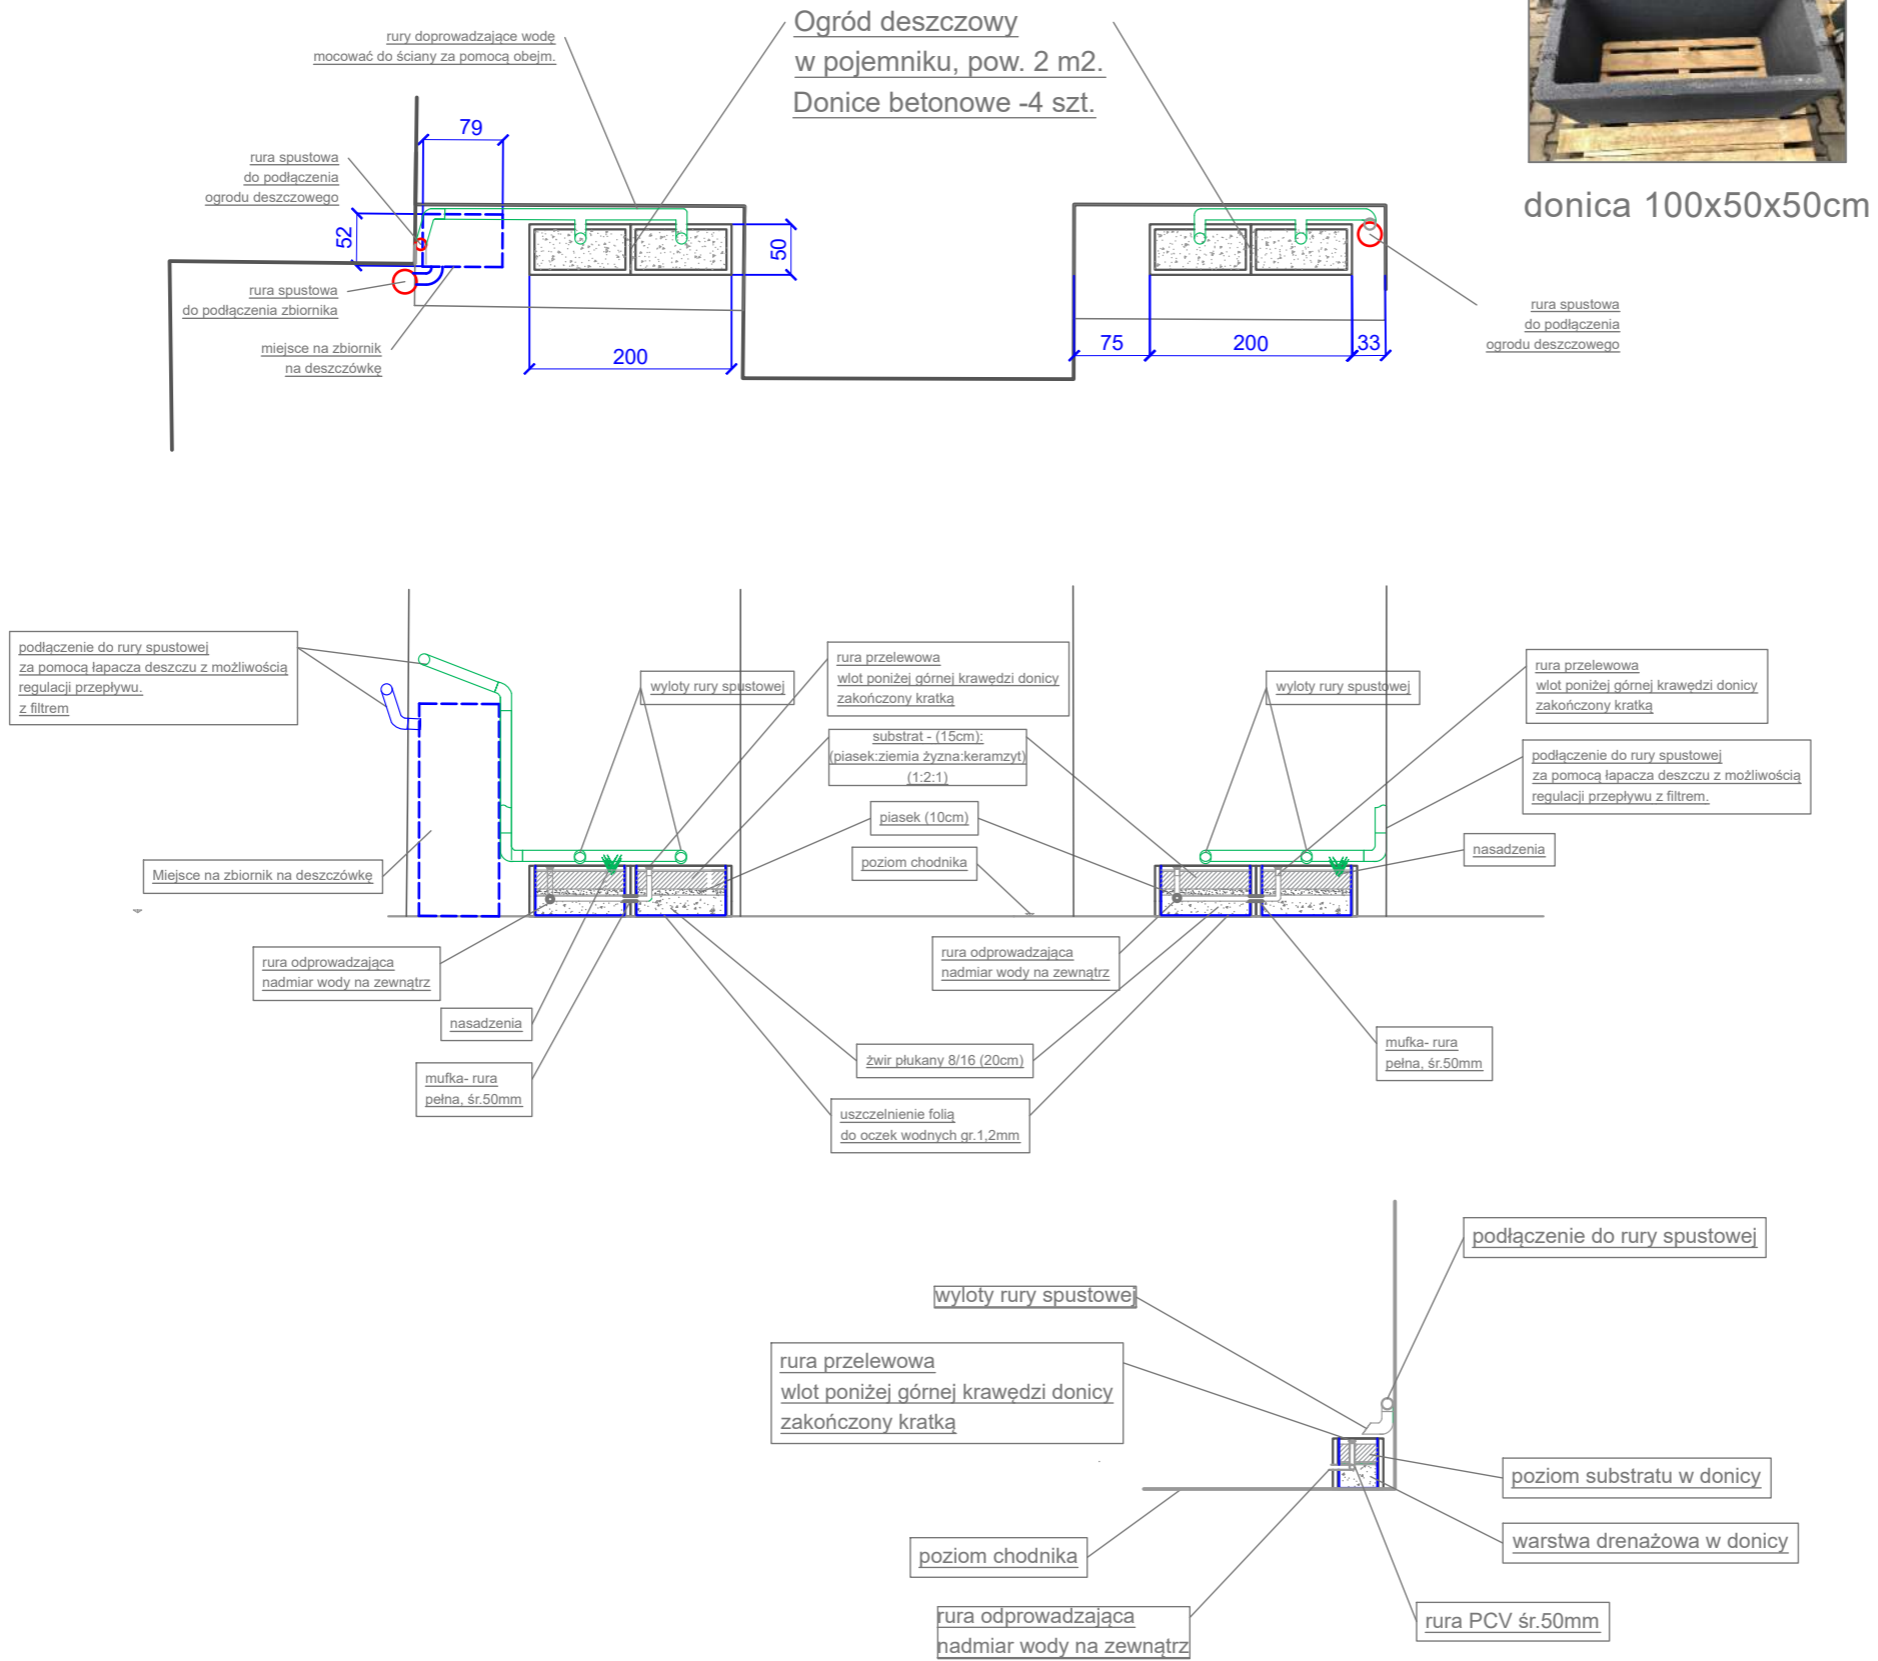 Ogród deszczowy
w pojemniku, pow. 2 m2.
Donice betonowe -4 szt.
rury doprowadzające wodę
mocować do ściany za pomocą obejm.
donica 100x50x50cm
79
rura spustowa
do podłączenia
ogrodu deszczowego
52
50
rura spustowa
do podłączenia zbiornika
miejsce na zbiornik
na deszczówkę
200
75
200
33
rura spustowa
do podłączenia
ogrodu deszczowego
podłączenie do rury spustowej
za pomocą łapacza deszczu z możliwością
regulacji przepływu.
z filtrem
wyloty rury spustowej
rura przelewowa
wlot poniżej górnej krawędzi donicy
zakończony kratką
wyloty rury spustowej
rura przelewowa
wlot poniżej górnej krawędzi donicy
zakończony kratką
substrat - (15cm):
(piasek:ziemia żyzna:keramzyt)
(1:2:1)
podłączenie do rury spustowej
za pomocą łapacza deszczu z możliwością
regulacji przepływu z filtrem.
piasek (10cm)
poziom chodnika
nasadzenia
Miejsce na zbiornik na deszczówkę
rura odprowadzająca
nadmiar wody na zewnątrz
rura odprowadzająca
nadmiar wody na zewnątrz
nasadzenia
mufka- rura
pełna, śr.50mm
żwir płukany 8/16 (20cm)
mufka- rura
pełna, śr.50mm
uszczelnienie folią
do oczek wodnych gr.1,2mm
podłączenie do rury spustowej
wyloty rury spustowej
rura przelewowa
wlot poniżej górnej krawędzi donicy
zakończony kratką
poziom substratu w donicy
warstwa drenażowa w donicy
poziom chodnika
rura odprowadzająca
nadmiar wody na zewnątrz
rura PCV śr.50mm